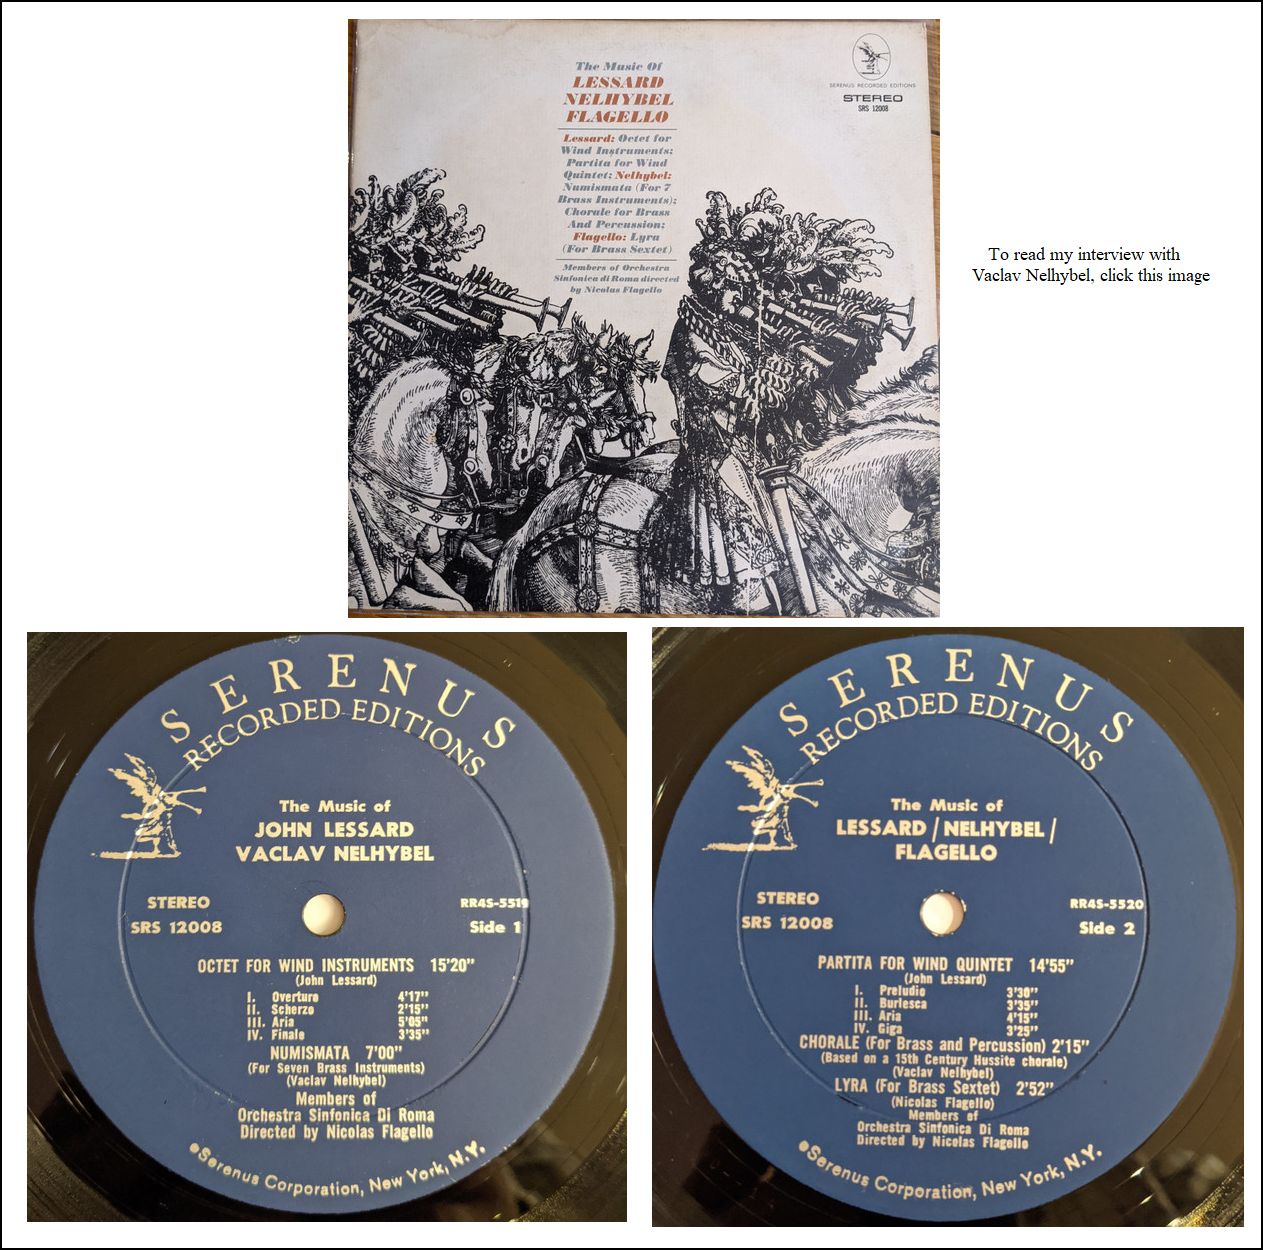 The Music Of
LESSARD
NELHYBEL
FLAGELLO
Lessard: Octet for
Wind Instruments;
Partita for Wind
Quintet; Nelhybel:
Numismata (For 7
Brass Instruments);
Chorale for Brass
And Percussion;
Flagello: Lyra
(For Brass Sextet)
Members of Orchestra
Sinfonica di Roma directed
by Nicolas Flagello
SERENUS RECORDED EDITIONS
STEREO
SRS 12008
To read my interview with
Vaclav Nelhybel, click this image
SERENUS
RECORDED EDITIONS
The Music of
JOHN LESSARD
VACLAV NELHYBEL
STEREO RR4S-5519
SRS 12008 Side 1
OCTET FOR WIND INSTRUMENTS 15'20"
(John Lessard)
I. Overture 4'17"
II. Scherzo 2'15"
III. Aria 5'05"
IV. Finale 3'35"
NUMISMATA 7'00"
(For Seven Brass Instruments)
(Vaclav Nelhybel)
Members of
Orchestra Sinfonica Di Roma
Directed by Nicolas Flagello
Serenus Corporation, New York, N.Y.
SERENUS
RECORDED EDITIONS
The Music of
LESSARD / NELHYBEL /
FLAGELLO
STEREO RR4S-5520
SRS 12008 Side 2
PARTITA FOR WIND QUINTET 14'55"
(John Lessard)
I. Preludio 3'30"
II. Burlesca 3'35"
III. Aria 4'15"
IV. Giga 3'25"
CHORALE (For Brass and Percussion) 2'15"
(Based on a 15th Century Hussite chorale)
(Vaclav Nelhybel)
LYRA (For Brass Sextet) 2'52"
(Nicolas Flagello)
Members of
Orchestra Sinfonica Di Roma
Directed by Nicolas Flagello
Serenus Corporation, New York, N.Y.